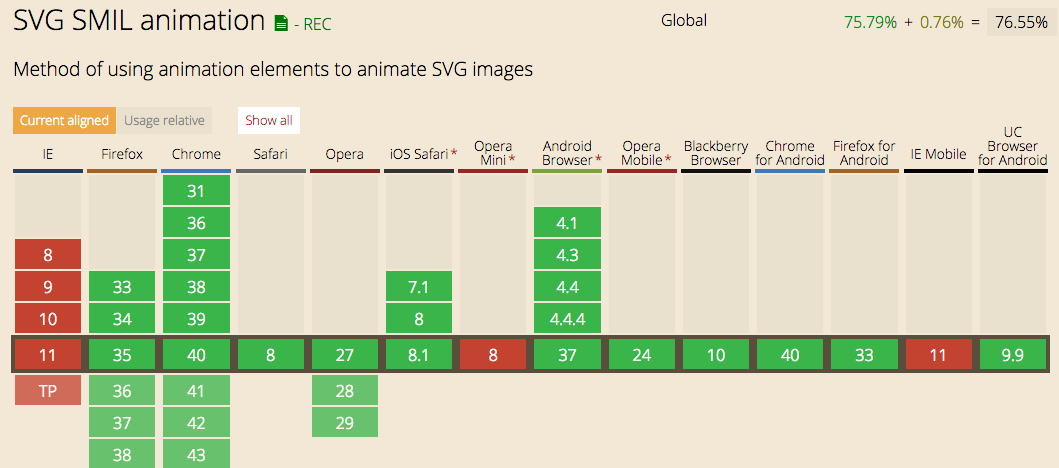 SVG SMIL animation - REC Global 75.79% + 0.76% = 76.55%
Method of using animation elements to animate SVG images
Current aligned Usage relative Show all
IE Firefox Chrome Safari Opera iOS Safari* Opera Mini* Android Browser* Opera Mobile* Blackberry Browser Chrome for Android Firefox for Android IE Mobile UC Browser for Android
31
36 4.1
8 37 4.3
9 33 38 7.1 4.4
10 34 39 8 4.4.4
11 35 40 8 27 8.1 8 37 24 10 40 33 11 9.9
TP 36 41 28
37 42 29
38 43